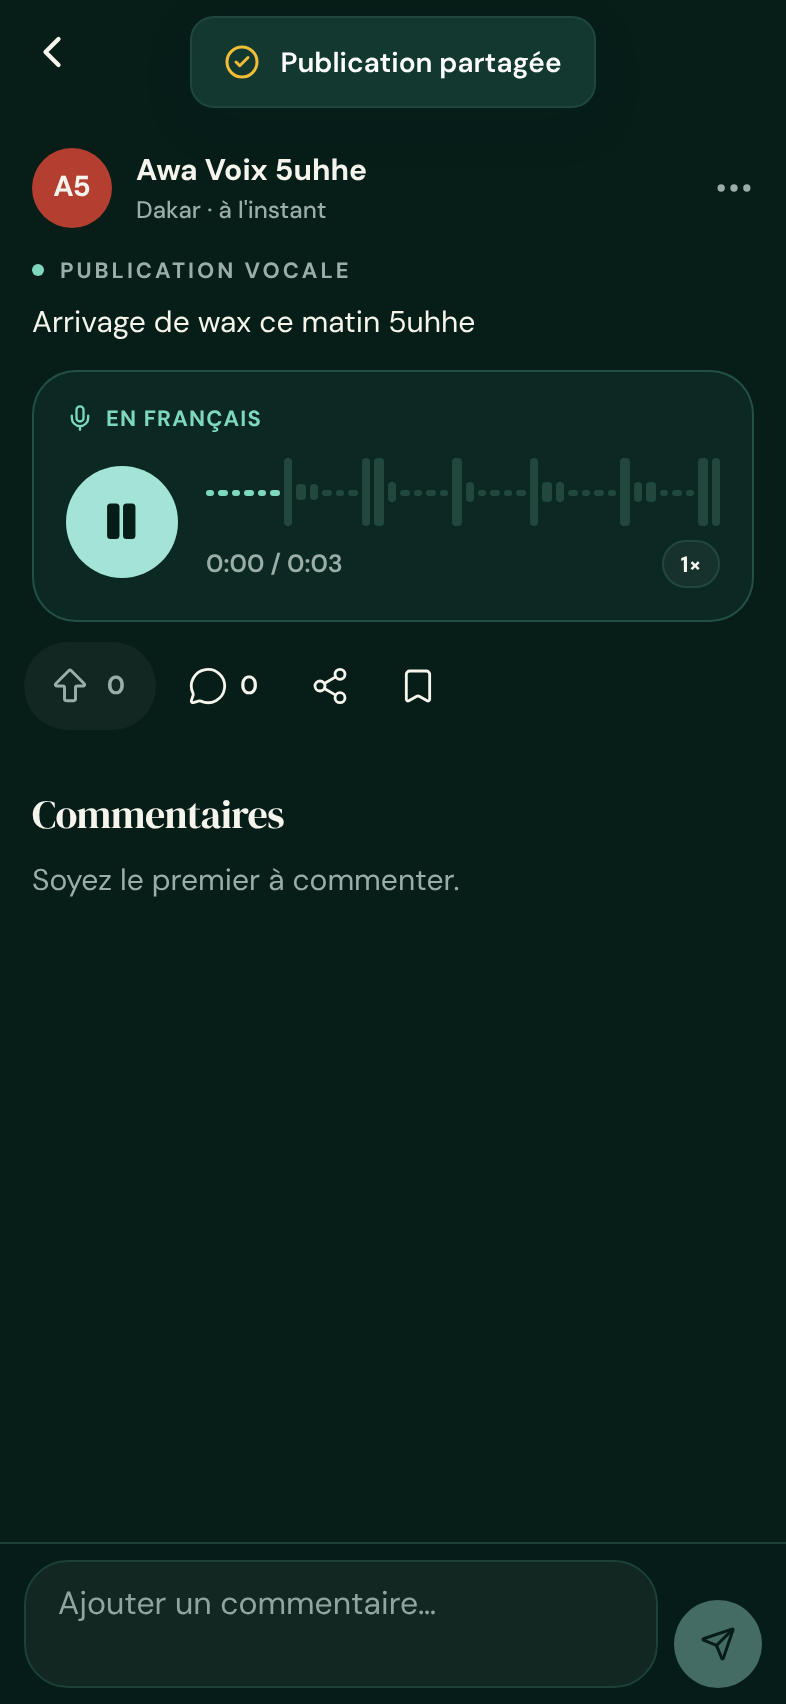 Publication partagée
A5
Awa Voix 5uhhe
Dakar · à l'instant
PUBLICATION VOCALE
Arrivage de wax ce matin 5uhhe
EN FRANÇAIS
0:00 / 0:03
1×
0
0
Commentaires
Soyez le premier à commenter.
Ajouter un commentaire…